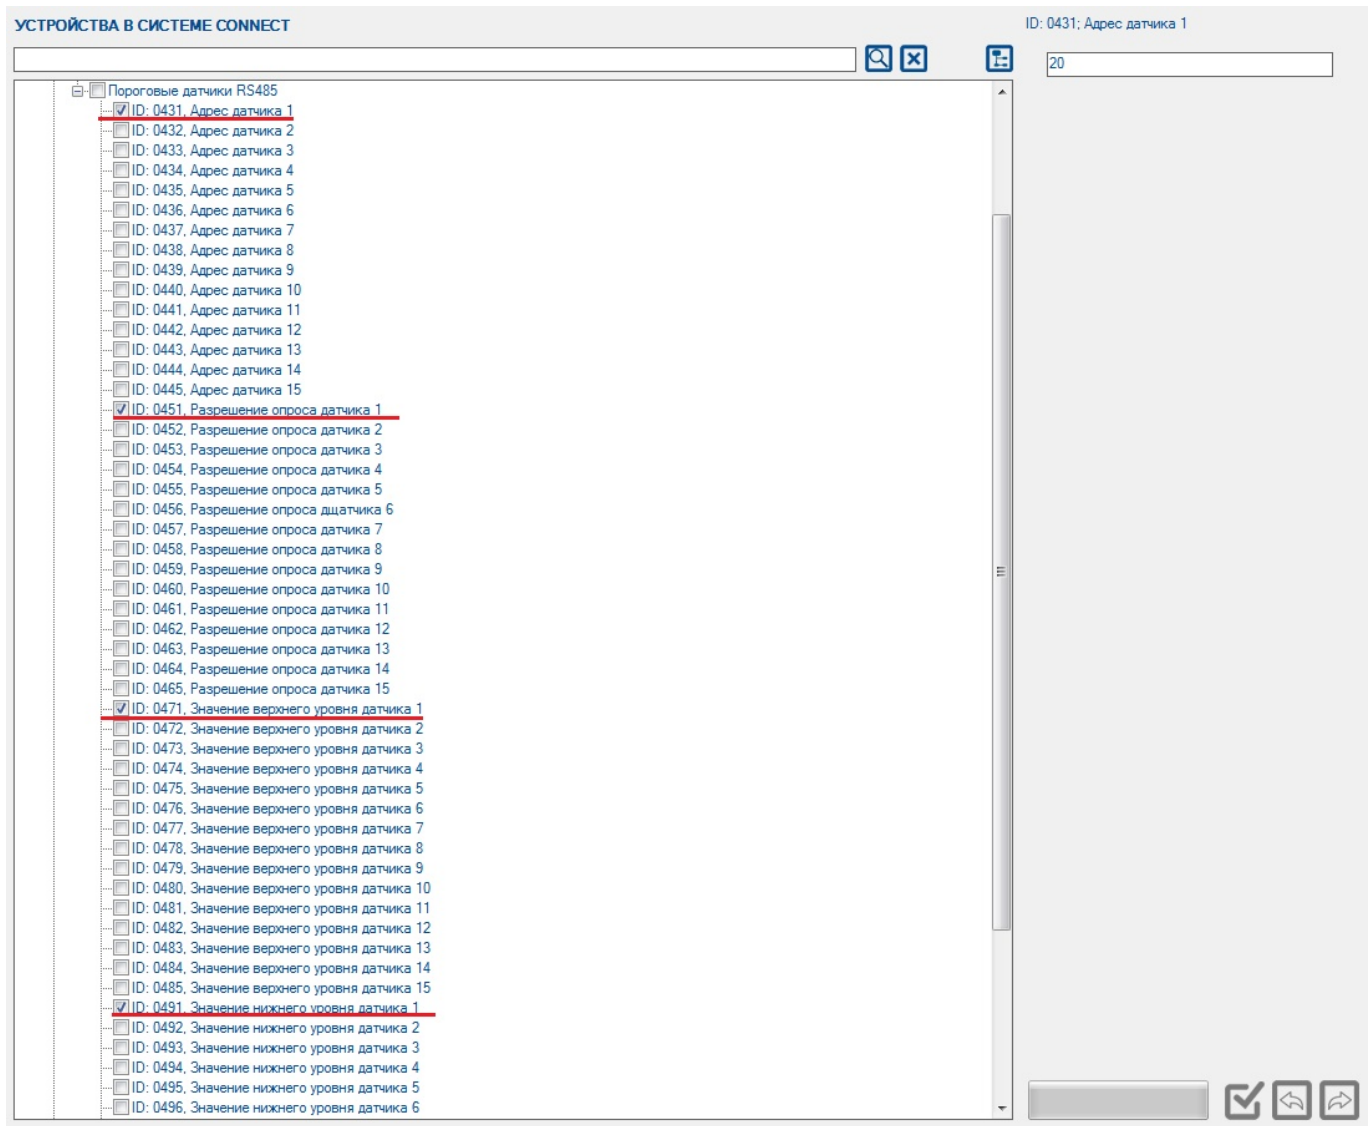 УСТРОЙСТВА В СИСТЕМЕ CONNECT
ID: 0431; Адрес датчика 1
20
Пороговые датчики RS485
ID: 0431, Адрес датчика 1
ID: 0432, Адрес датчика 2
ID: 0433, Адрес датчика 3
ID: 0434, Адрес датчика 4
ID: 0435, Адрес датчика 5
ID: 0436, Адрес датчика 6
ID: 0437, Адрес датчика 7
ID: 0438, Адрес датчика 8
ID: 0439, Адрес датчика 9
ID: 0440, Адрес датчика 10
ID: 0441, Адрес датчика 11
ID: 0442, Адрес датчика 12
ID: 0443, Адрес датчика 13
ID: 0444, Адрес датчика 14
ID: 0445, Адрес датчика 15
ID: 0451, Разрешение опроса датчика 1
ID: 0452, Разрешение опроса датчика 2
ID: 0453, Разрешение опроса датчика 3
ID: 0454, Разрешение опроса датчика 4
ID: 0455, Разрешение опроса датчика 5
ID: 0456, Разрешение опроса дщатчика 6
ID: 0457, Разрешение опроса датчика 7
ID: 0458, Разрешение опроса датчика 8
ID: 0459, Разрешение опроса датчика 9
ID: 0460, Разрешение опроса датчика 10
ID: 0461, Разрешение опроса датчика 11
ID: 0462, Разрешение опроса датчика 12
ID: 0463, Разрешение опроса датчика 13
ID: 0464, Разрешение опроса датчика 14
ID: 0465, Разрешение опроса датчика 15
ID: 0471, Значение верхнего уровня датчика 1
ID: 0472, Значение верхнего уровня датчика 2
ID: 0473, Значение верхнего уровня датчика 3
ID: 0474, Значение верхнего уровня датчика 4
ID: 0475, Значение верхнего уровня датчика 5
ID: 0476, Значение верхнего уровня датчика 6
ID: 0477, Значение верхнего уровня датчика 7
ID: 0478, Значение верхнего уровня датчика 8
ID: 0479, Значение верхнего уровня датчика 9
ID: 0480, Значение верхнего уровня датчика 10
ID: 0481, Значение верхнего уровня датчика 11
ID: 0482, Значение верхнего уровня датчика 12
ID: 0483, Значение верхнего уровня датчика 13
ID: 0484, Значение верхнего уровня датчика 14
ID: 0485, Значение верхнего уровня датчика 15
ID: 0491, Значение нижнего уровня датчика 1
ID: 0492, Значение нижнего уровня датчика 2
ID: 0493, Значение нижнего уровня датчика 3
ID: 0494, Значение нижнего уровня датчика 4
ID: 0495, Значение нижнего уровня датчика 5
ID: 0496, Значение нижнего уровня датчика 6